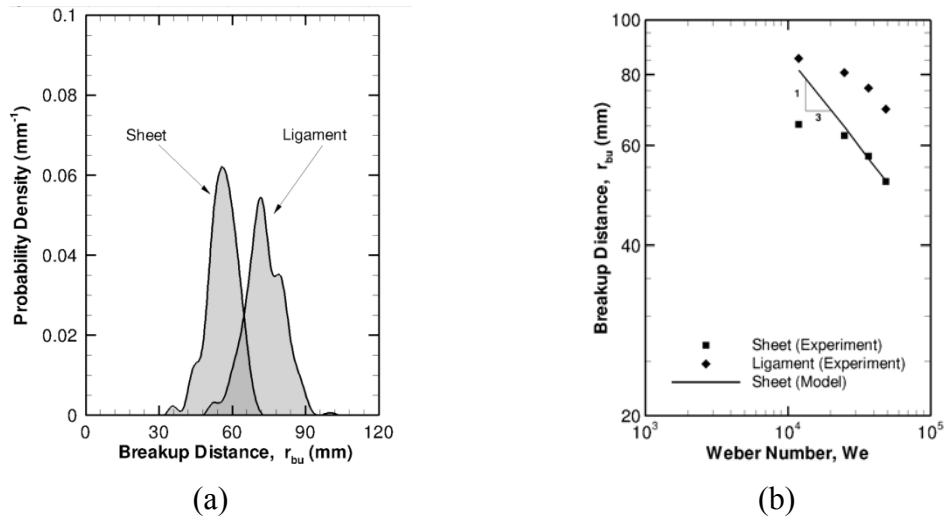 0.1
0.08
0.06
0.04
0.02
0
Probability Density (mm-1)
Sheet
Ligament
0 30 60 90 120
Breakup Distance, rbu (mm)
(a)
100
80
60
40
20
Breakup Distance, rbu (mm)
1
3
Sheet (Experiment)
Ligament (Experiment)
Sheet (Model)
103 104 105
Weber Number, We
(b)